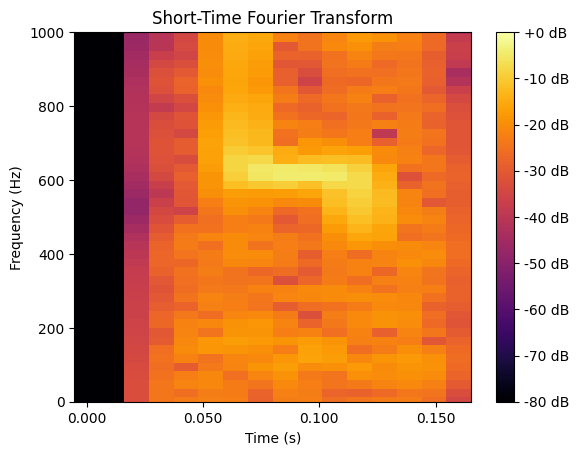 Short-Time Fourier Transform
1000
800
600
400
200
0
Frequency (Hz)
0.000
0.050
0.100
0.150
Time (s)
+0 dB
-10 dB
-20 dB
-30 dB
-40 dB
-50 dB
-60 dB
-70 dB
-80 dB